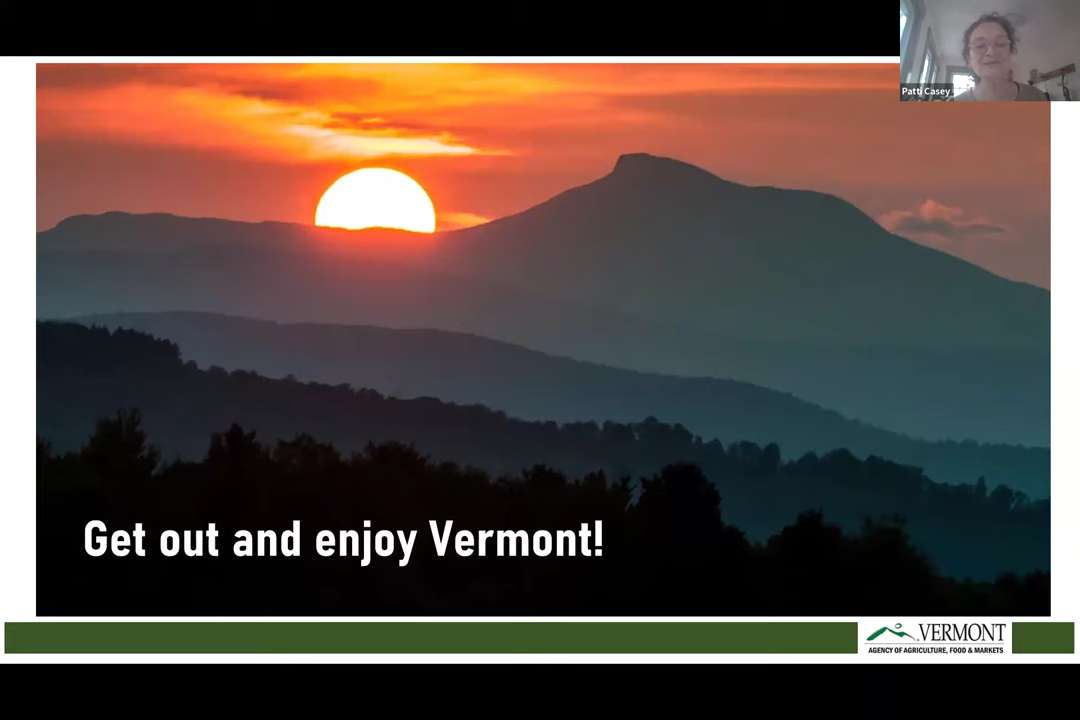 Patti Casey
Get out and enjoy Vermont!
VERMONT
AGENCY OF AGRICULTURE, FOOD & MARKETS